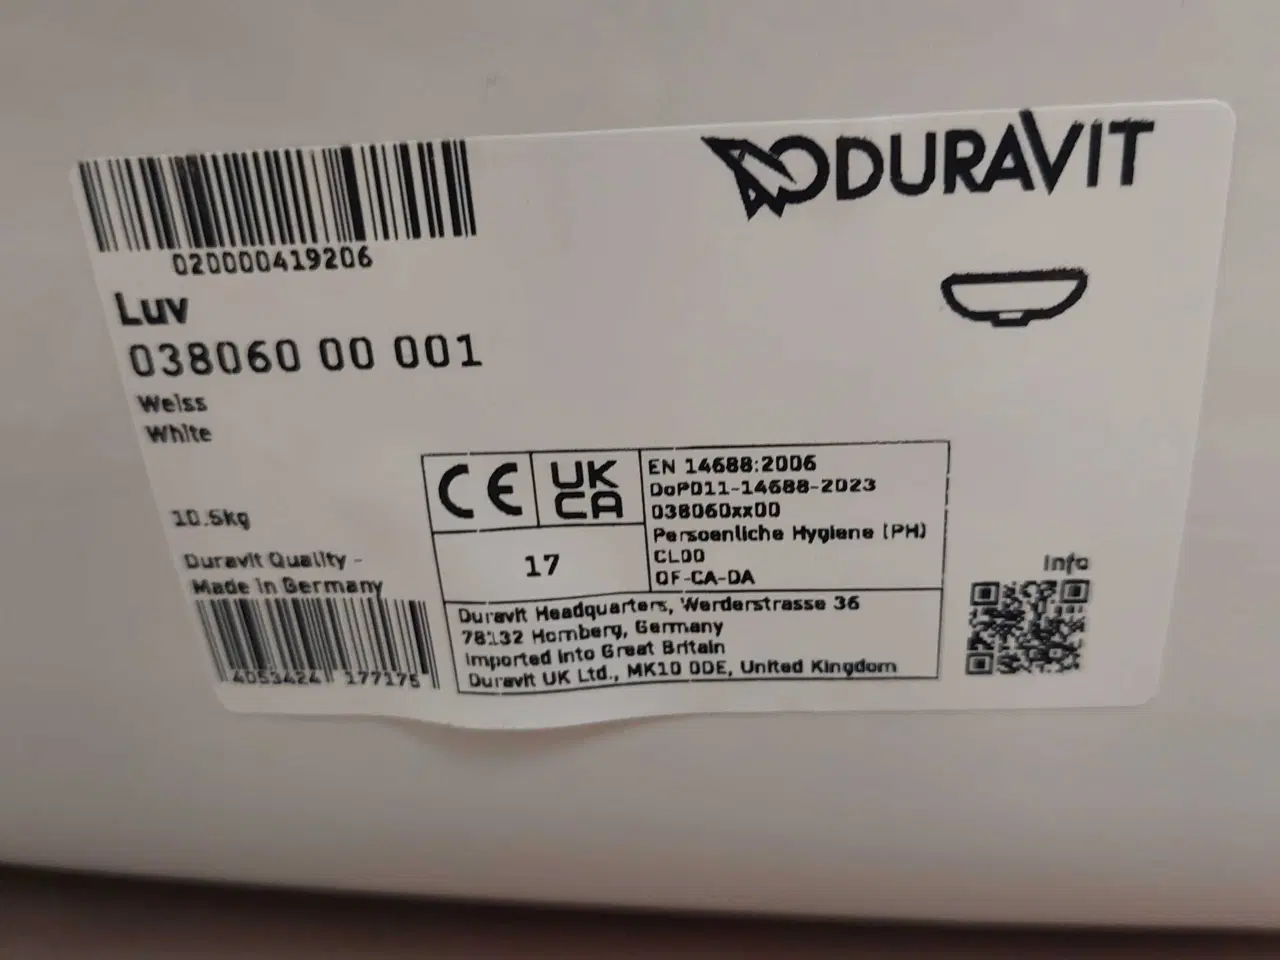 DURAVIT
020000419206
Luv
038060 00 001
Weiss
White
10.5kg
Duravit Quality -
Made in Germany
4053424 177175
CE
UK
CA
17
EN 14688:2006
DoP011-14688-2023
038060xx00
Persoenliche Hygiene (PH)
CL00
OF-CA-DA
Duravit Headquarters, Werderstrasse 36
78132 Hornberg, Germany
Imported into Great Britain
Duravit UK Ltd., MK10 0DE, United Kingdom
Info